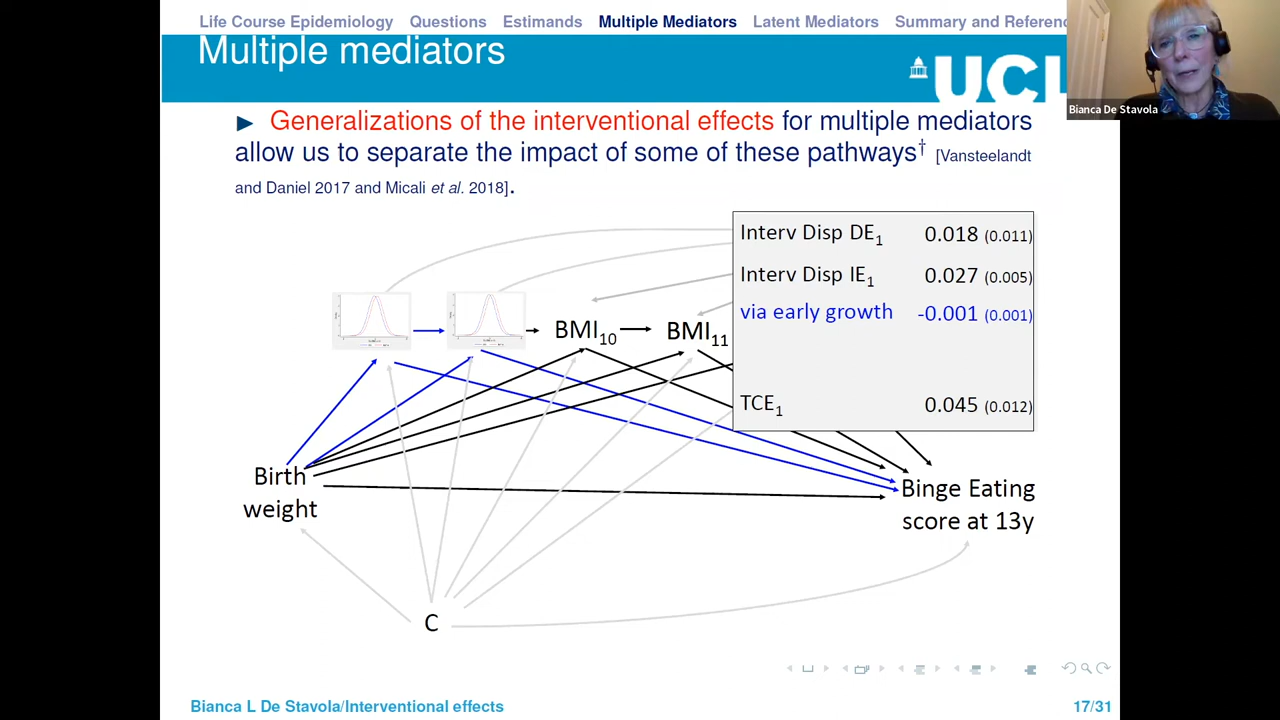 Life Course Epidemiology Questions Estimands Multiple Mediators Latent Mediators Summary and Referenc
Multiple mediators
UCL
Bianca De Stavola
► Generalizations of the interventional effects for multiple mediators
allow us to separate the impact of some of these pathways† [Vansteelandt
and Daniel 2017 and Micali et al. 2018].
Interv Disp DE1 0.018 (0.011)
Interv Disp IE1 0.027 (0.005)
via early growth -0.001 (0.001)
TCE1 0.045 (0.012)
BMI10
BMI11
Birth
weight
Binge Eating
score at 13y
C
Bianca L De Stavola/Interventional effects 17/31